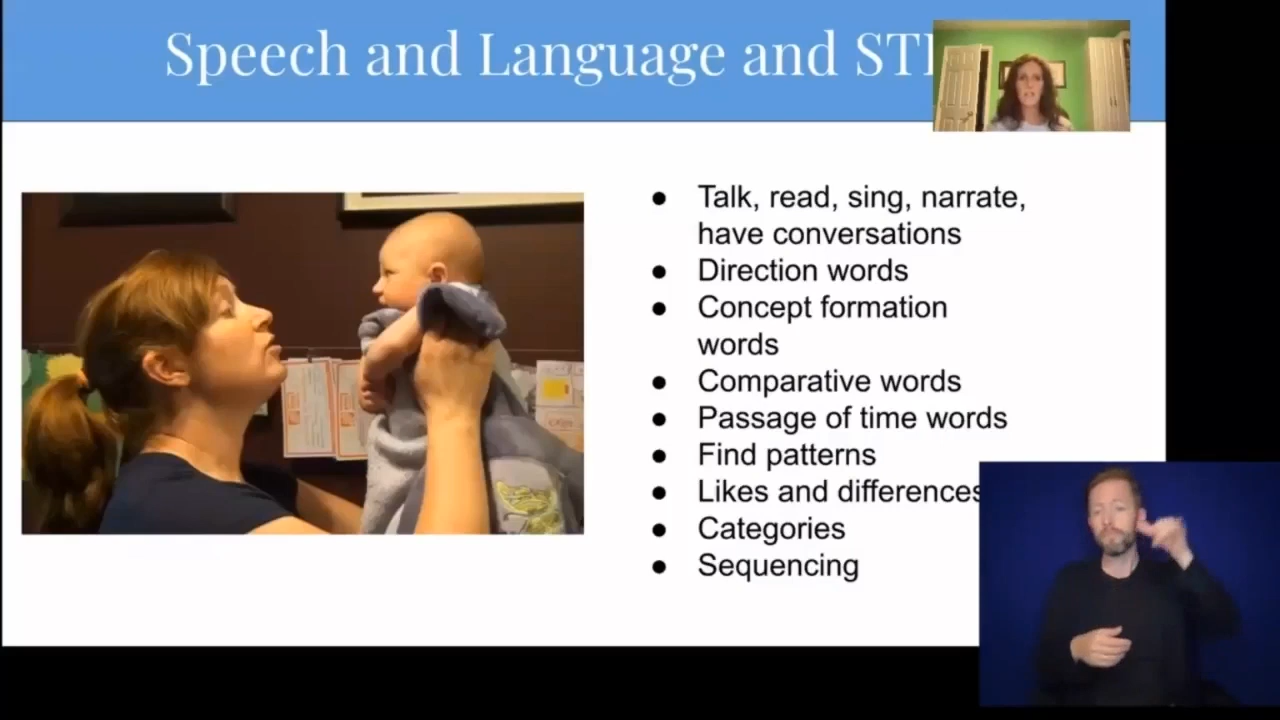 Speech and Language and
Talk, read, sing, narrate,
have conversations
Direction words
Concept formation
words
Comparative words
Passage of time words
Find patterns
Likes and differences
Categories
Sequencing